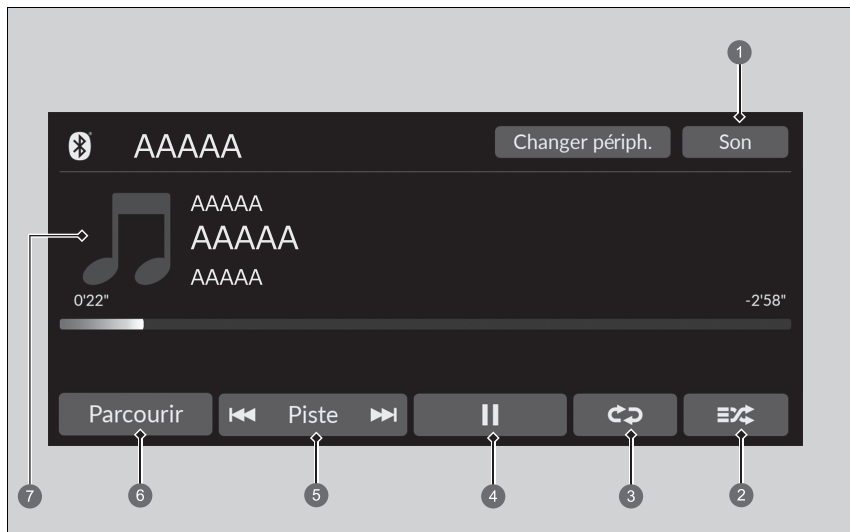 1
AAAAA
Changer périph.
Son
AAAAA
AAAAA
AAAAA
0'22"
-2'58"
Parcourir
Piste
7
6
5
4
3
2